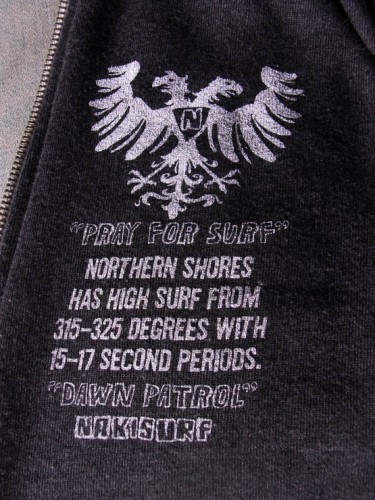 N
"PRAY FOR SURF"
NORTHERN SHORES
HAS HIGH SURF FROM
315-325 DEGREES WITH
15-17 SECOND PERIODS.
"DAWN PATROL"
NAKISURF